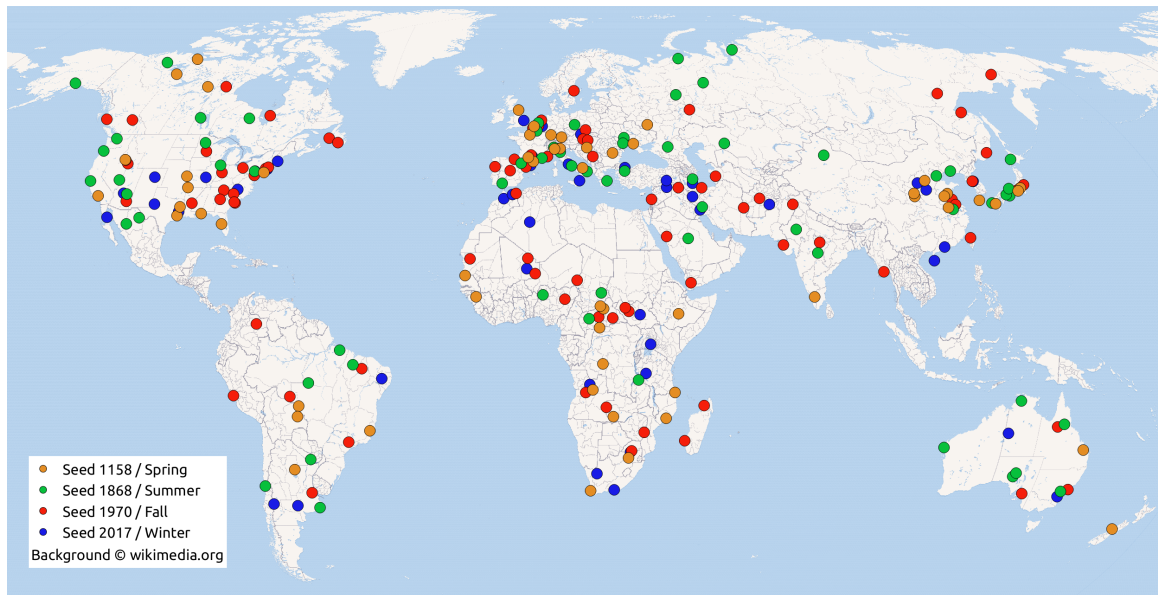 Seed 1158 / Spring
Seed 1868 / Summer
Seed 1970 / Fall
Seed 2017 / Winter
Background © wikimedia.org